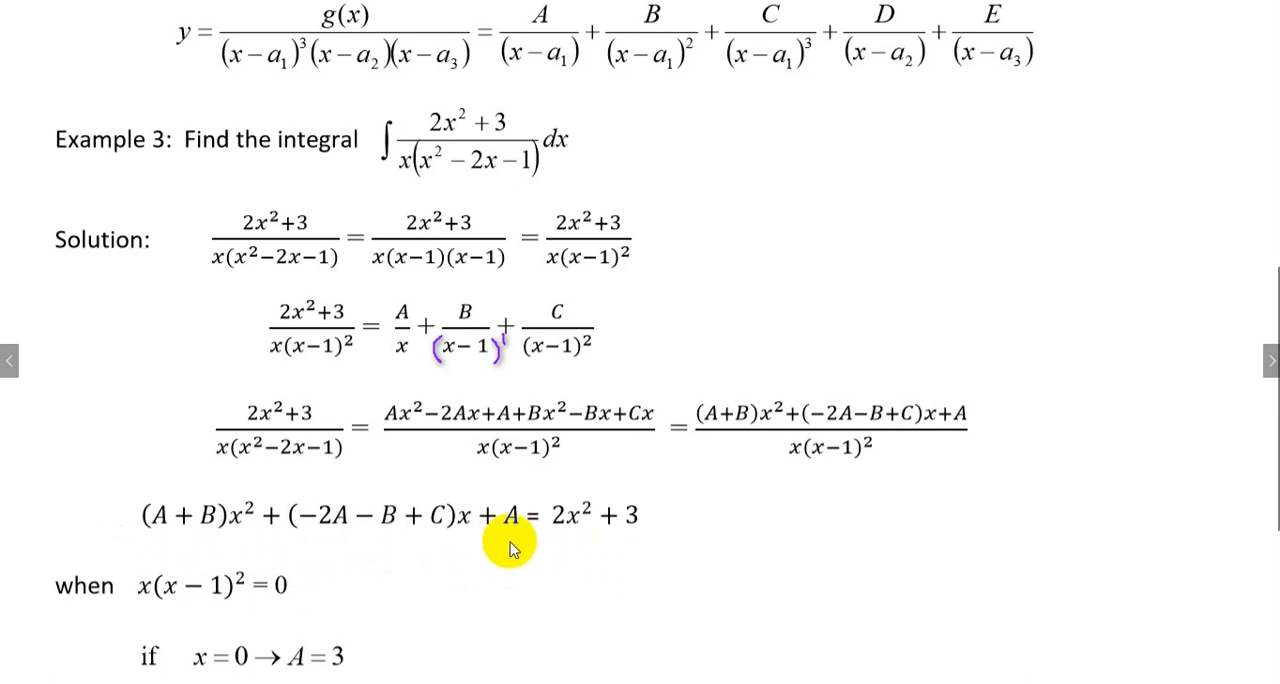 y = g(x) / ((x − a₁)³(x − a₂)(x − a₃)) = A/(x − a₁) + B/(x − a₁)² + C/(x − a₁)³ + D/(x − a₂) + E/(x − a₃)
Example 3: Find the integral ∫ (2x² + 3) / (x(x² − 2x − 1)) dx
Solution: (2x²+3)/(x(x²−2x−1)) = (2x²+3)/(x(x−1)(x−1)) = (2x²+3)/(x(x−1)²)
(2x²+3)/(x(x−1)²) = A/x + B/(x−1)¹ + C/(x−1)²
(2x²+3)/(x(x²−2x−1)) = (Ax²−2Ax+A+Bx²−Bx+Cx)/(x(x−1)²) = ((A+B)x²+(−2A−B+C)x+A)/(x(x−1)²)
(A + B)x² + (−2A − B + C)x + A = 2x² + 3
when x(x − 1)² = 0
if x = 0 → A = 3